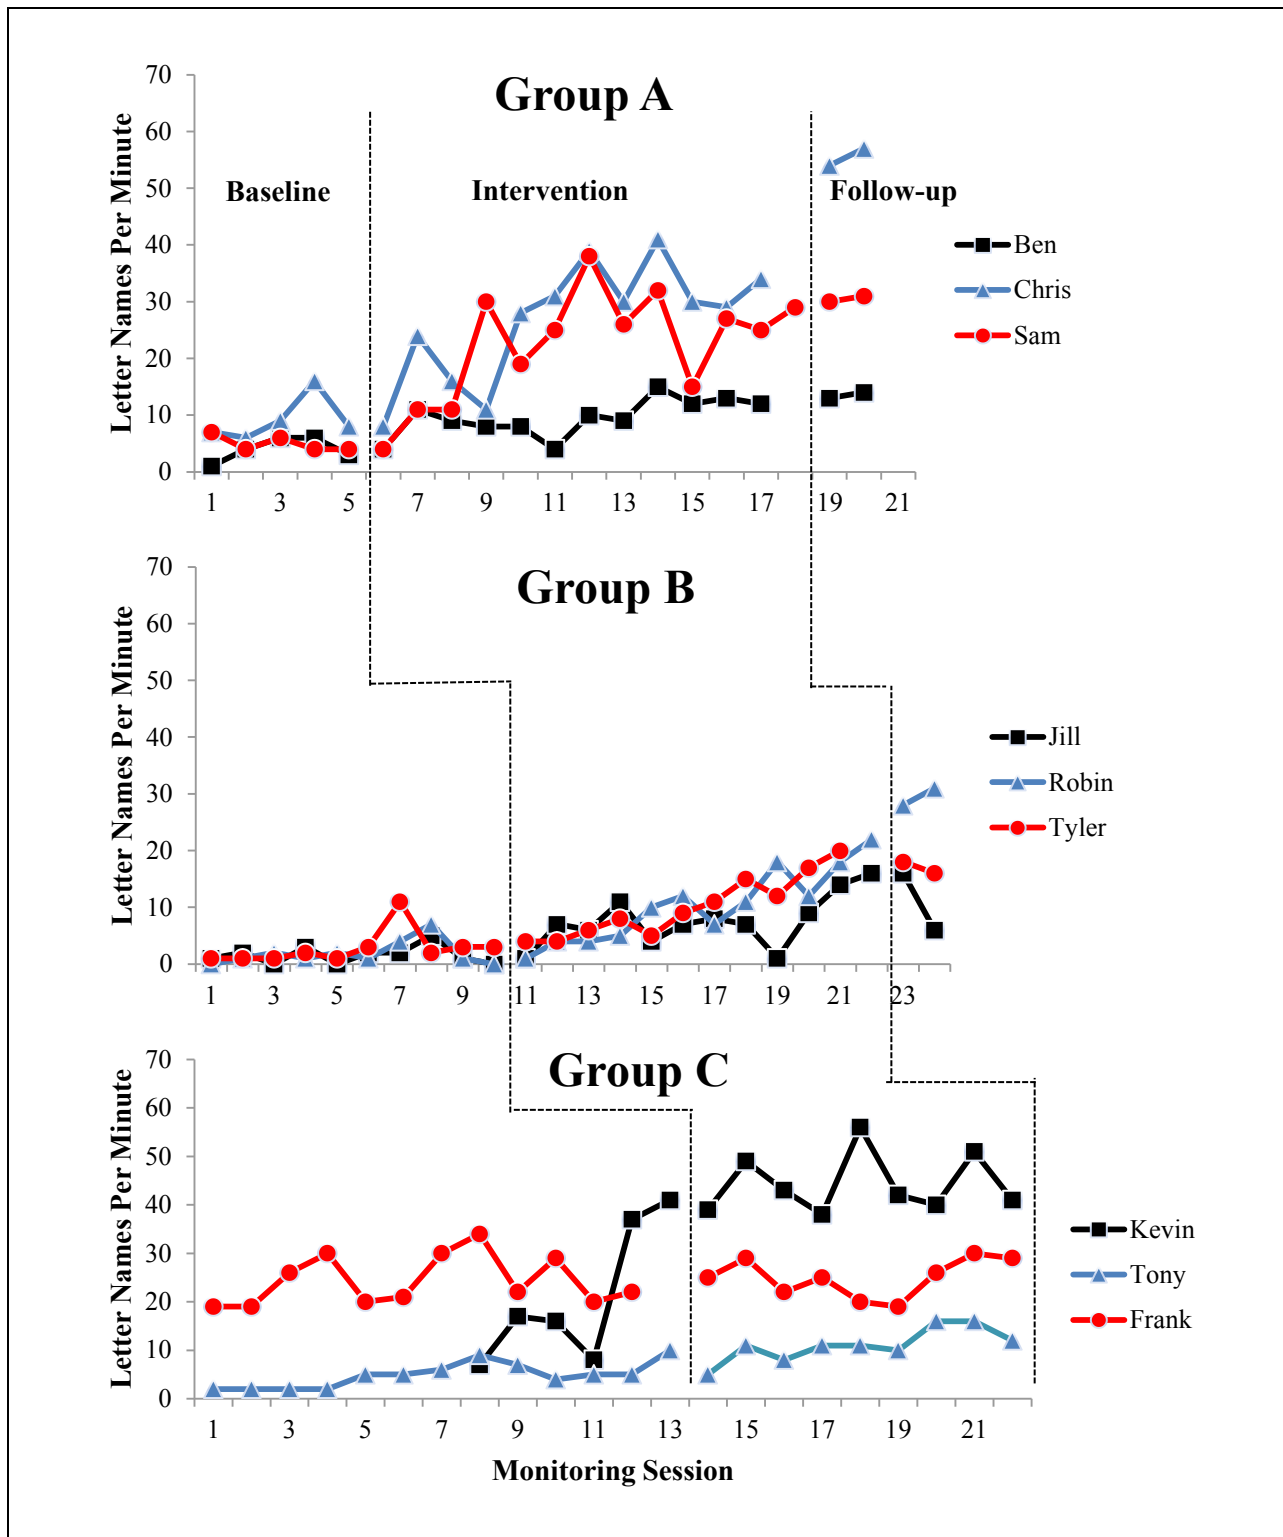 Group A
Letter Names Per Minute
70
60
50
40
30
20
10
0
Baseline
Intervention
Follow-up
Ben
Chris
Sam
1 3 5 7 9 11 13 15 17 19 21
Group B
Letter Names Per Minute
70
60
50
40
30
20
10
0
Jill
Robin
Tyler
1 3 5 7 9 11 13 15 17 19 21 23
Group C
Letter Names Per Minute
70
60
50
40
30
20
10
0
Kevin
Tony
Frank
1 3 5 7 9 11 13 15 17 19 21
Monitoring Session